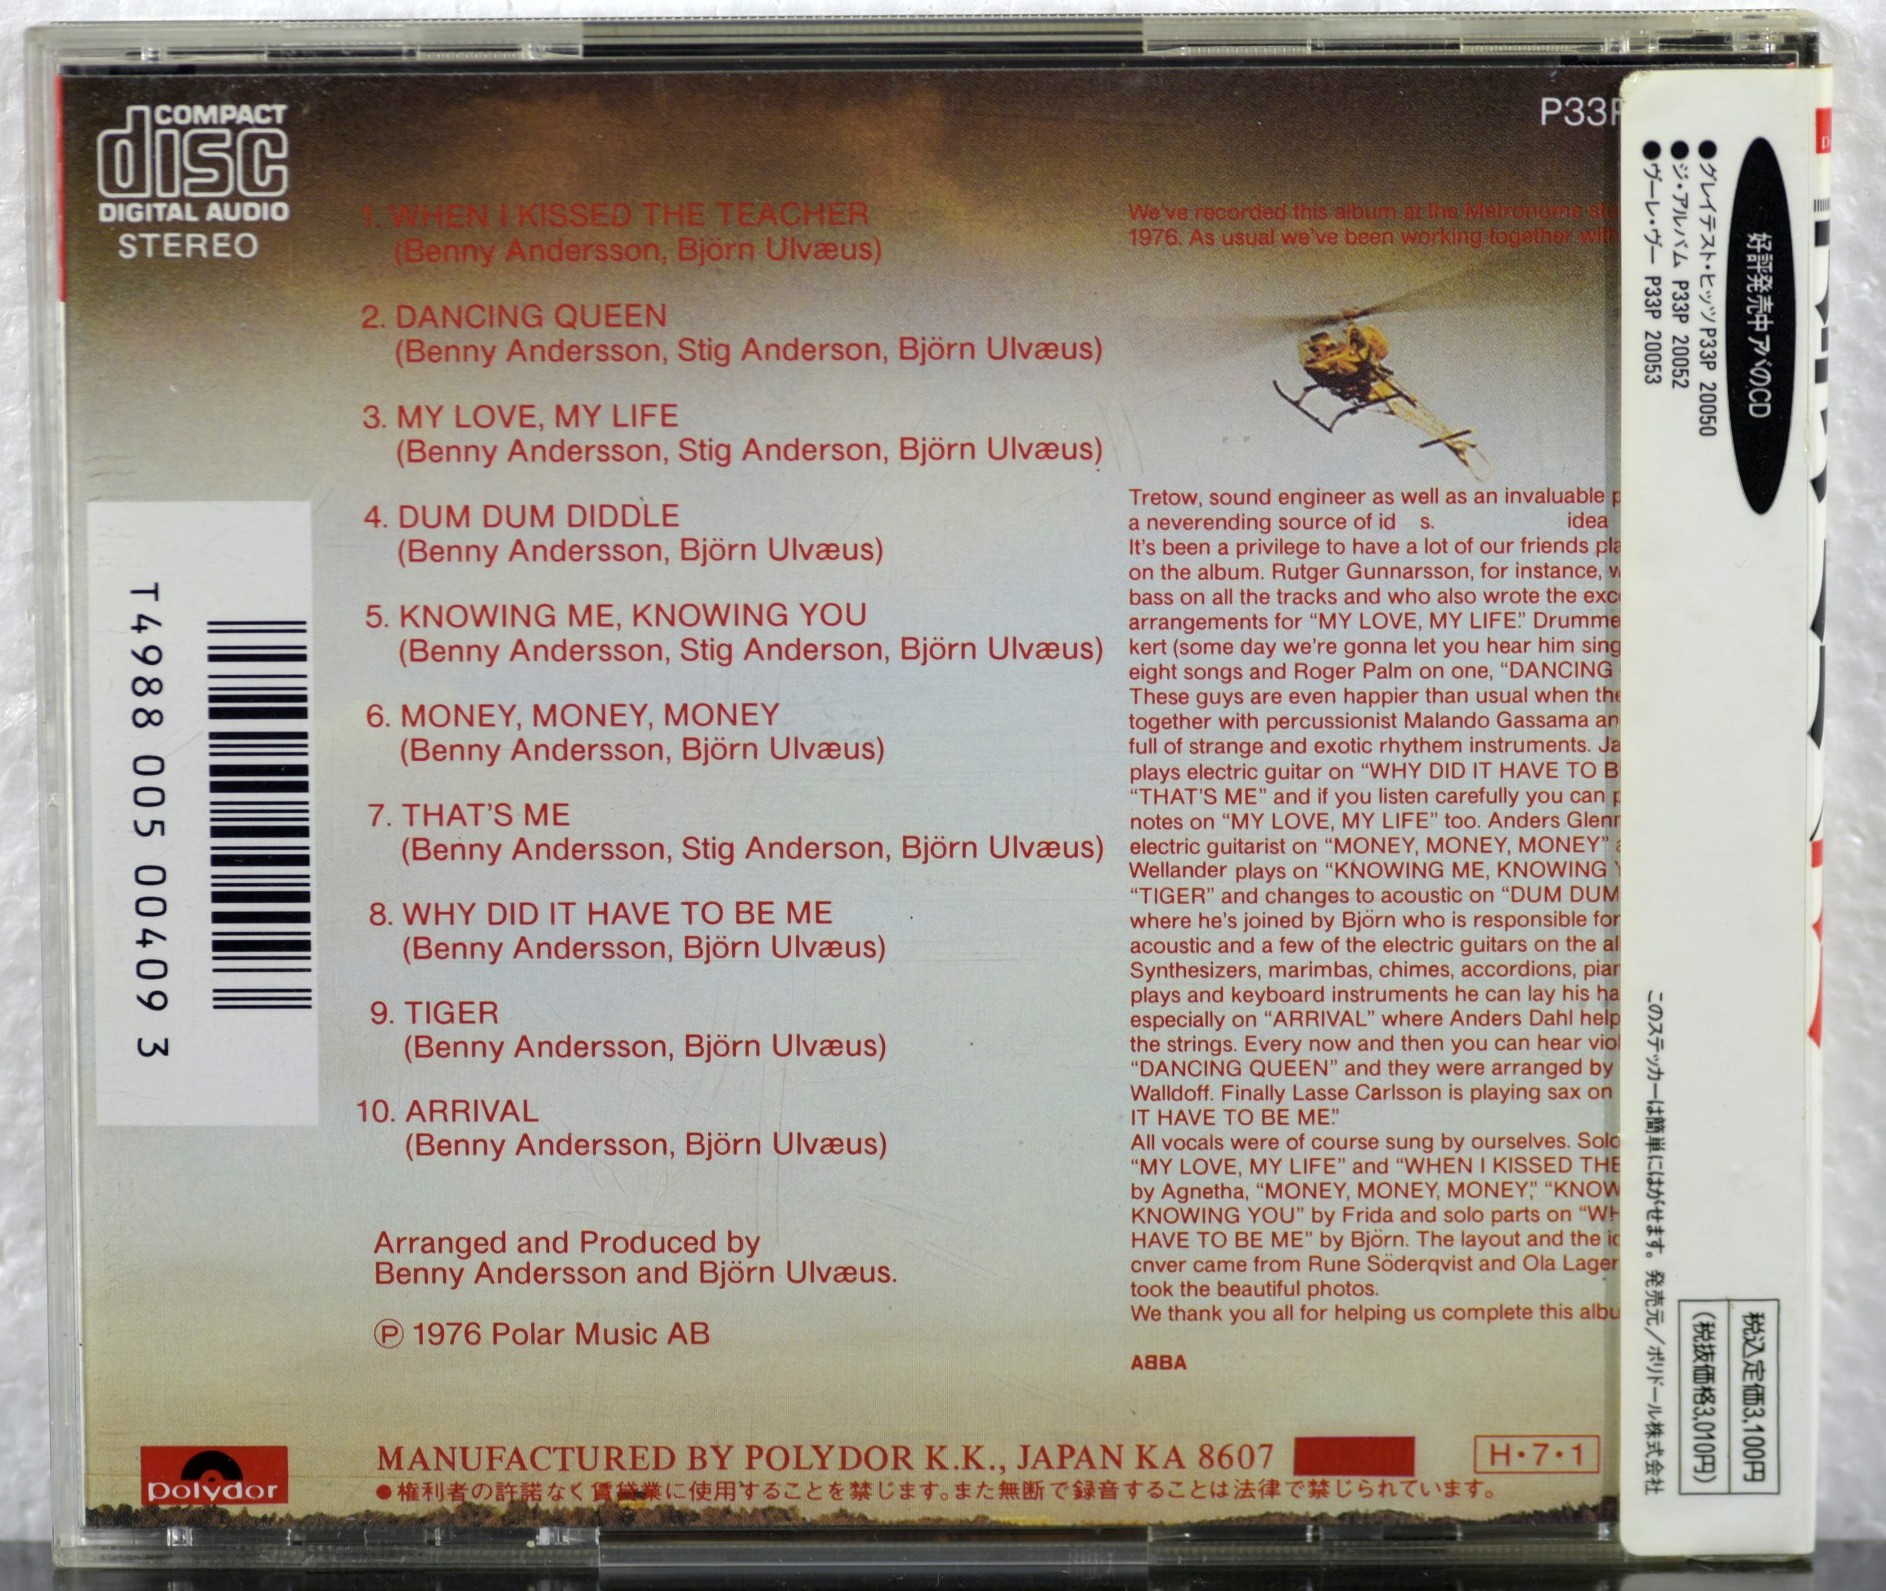 COMPACT
disc
DIGITAL AUDIO
STEREO
P33P
1. WHEN I KISSED THE TEACHER
(Benny Andersson, Björn Ulvæus)
2. DANCING QUEEN
(Benny Andersson, Stig Anderson, Björn Ulvæus)
3. MY LOVE, MY LIFE
(Benny Andersson, Stig Anderson, Björn Ulvæus)
4. DUM DUM DIDDLE
(Benny Andersson, Björn Ulvæus)
5. KNOWING ME, KNOWING YOU
(Benny Andersson, Stig Anderson, Björn Ulvæus)
6. MONEY, MONEY, MONEY
(Benny Andersson, Björn Ulvæus)
7. THAT'S ME
(Benny Andersson, Stig Anderson, Björn Ulvæus)
8. WHY DID IT HAVE TO BE ME
(Benny Andersson, Björn Ulvæus)
9. TIGER
(Benny Andersson, Björn Ulvæus)
10. ARRIVAL
(Benny Andersson, Björn Ulvæus)
Arranged and Produced by
Benny Andersson and Björn Ulvæus.
Ⓟ 1976 Polar Music AB
T4988 005 00409 3
We've recorded this album at the Metronome
1976. As usual we've been working together with
Tretow, sound engineer as well as an invaluable
a neverending source of id s. idea
It's been a privilege to have a lot of our friends
on the album. Rutger Gunnarsson, for instance,
bass on all the tracks and who also wrote the
arrangements for “MY LOVE, MY LIFE.” Drumme
kert (some day we're gonna let you hear him sing
eight songs and Roger Palm on one, “DANCING
These guys are even happier than usual when
together with percussionist Malando Gassama
full of strange and exotic rhythem instruments.
plays electric guitar on “WHY DID IT HAVE TO
“THAT'S ME” and if you listen carefully you can
notes on “MY LOVE, MY LIFE” too. Anders
electric guitarist on “MONEY, MONEY, MONEY”
Wellander plays on “KNOWING ME, KNOWING
“TIGER” and changes to acoustic on “DUM DUM
where he's joined by Björn who is responsible for
acoustic and a few of the electric guitars on the
Synthesizers, marimbas, chimes, accordions,
plays and keyboard instruments he can lay his
especially on “ARRIVAL” where Anders Dahl help
the strings. Every now and then you can hear
“DANCING QUEEN” and they were arranged by
Walldoff. Finally Lasse Carlsson is playing sax on
IT HAVE TO BE ME.”
All vocals were of course sung by ourselves. Solo
“MY LOVE, MY LIFE” and “WHEN I KISSED THE
by Agnetha, “MONEY, MONEY, MONEY,” “KNOW
KNOWING YOU” by Frida and solo parts on
HAVE TO BE ME” by Björn. The layout and the
cnver came from Rune Söderqvist and Ola Lager
took the beautiful photos.
We thank you all for helping us complete this albu
ABBA
polydor
MANUFACTURED BY POLYDOR K.K., JAPAN KA 8607
H・7・1
●権利者の許諾なく賃貸業に使用することを禁じます。また無断で録音することは法律で禁じられています。
好評発売中アバのCD
●グレイテスト・ヒッツ P33P 20050
●ジ・アルバム P33P 20052
●ヴーレ・ヴー P33P 20053
このステッカーは簡単にはがせます。 発売元/ポリドール株式会社
税込定価3,100円
(税抜価格3,010円)